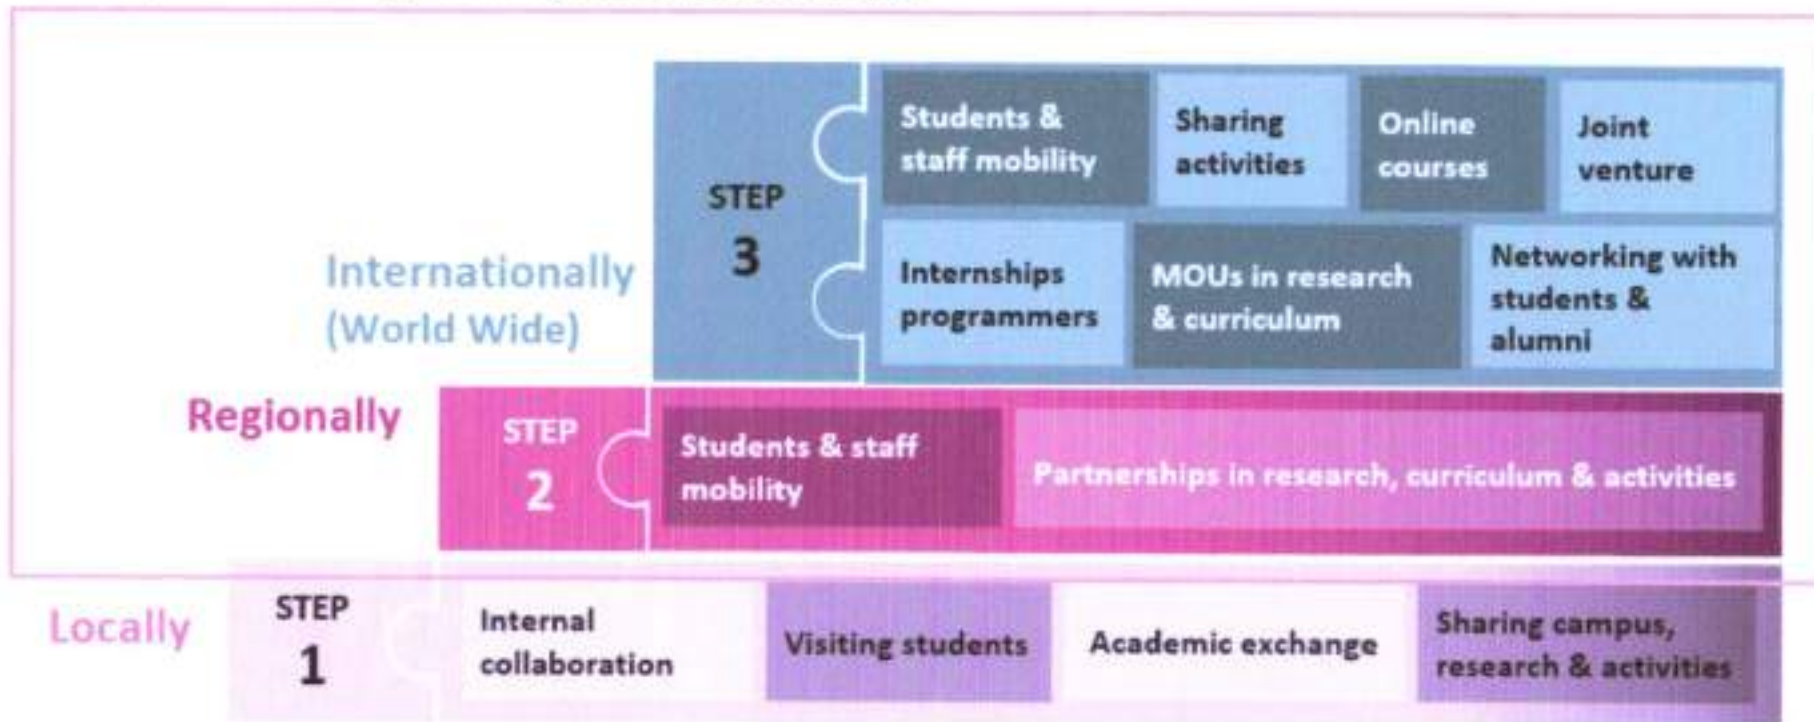 Students &
staff mobility
Sharing
activities
Online
courses
Joint
venture
STEP
3
Internationally
(World Wide)
Internships
programmers
MOUs in research
& curriculum
Networking with
students &
alumni
Regionally
STEP
2
Students & staff
mobility
Partnerships in research, curriculum & activities
Locally
STEP
1
Internal
collaboration
Visiting students
Academic exchange
Sharing campus,
research & activities